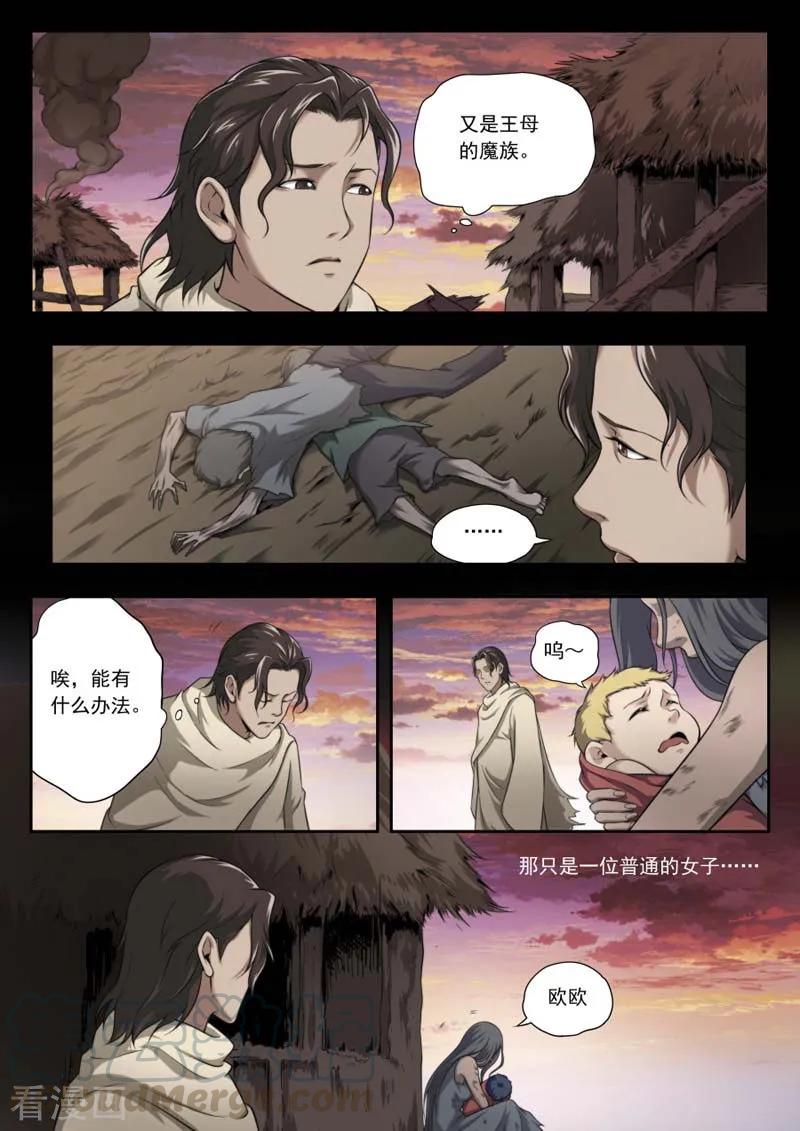 又是王母
的魔族。
……
唉，能有
什么办法。
呜～
那只是一位普通的女子……
欧欧
看漫画